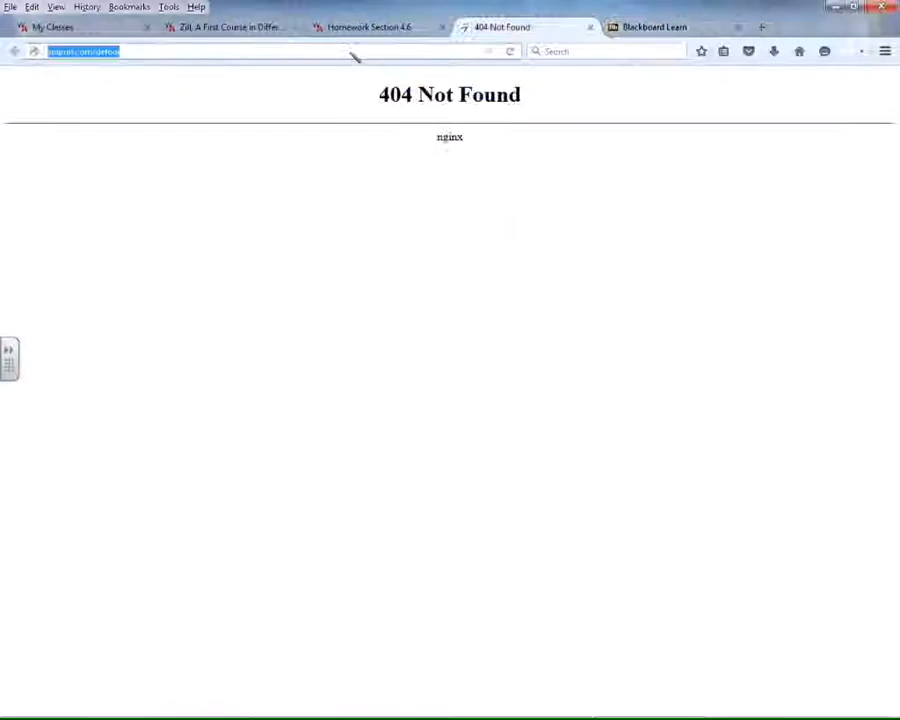 File Edit View History Bookmarks Tools Help
My Classes Zill, A First Course in Differ... Homework Section 4.6 404 Not Found Blackboard Learn
Search
404 Not Found
nginx